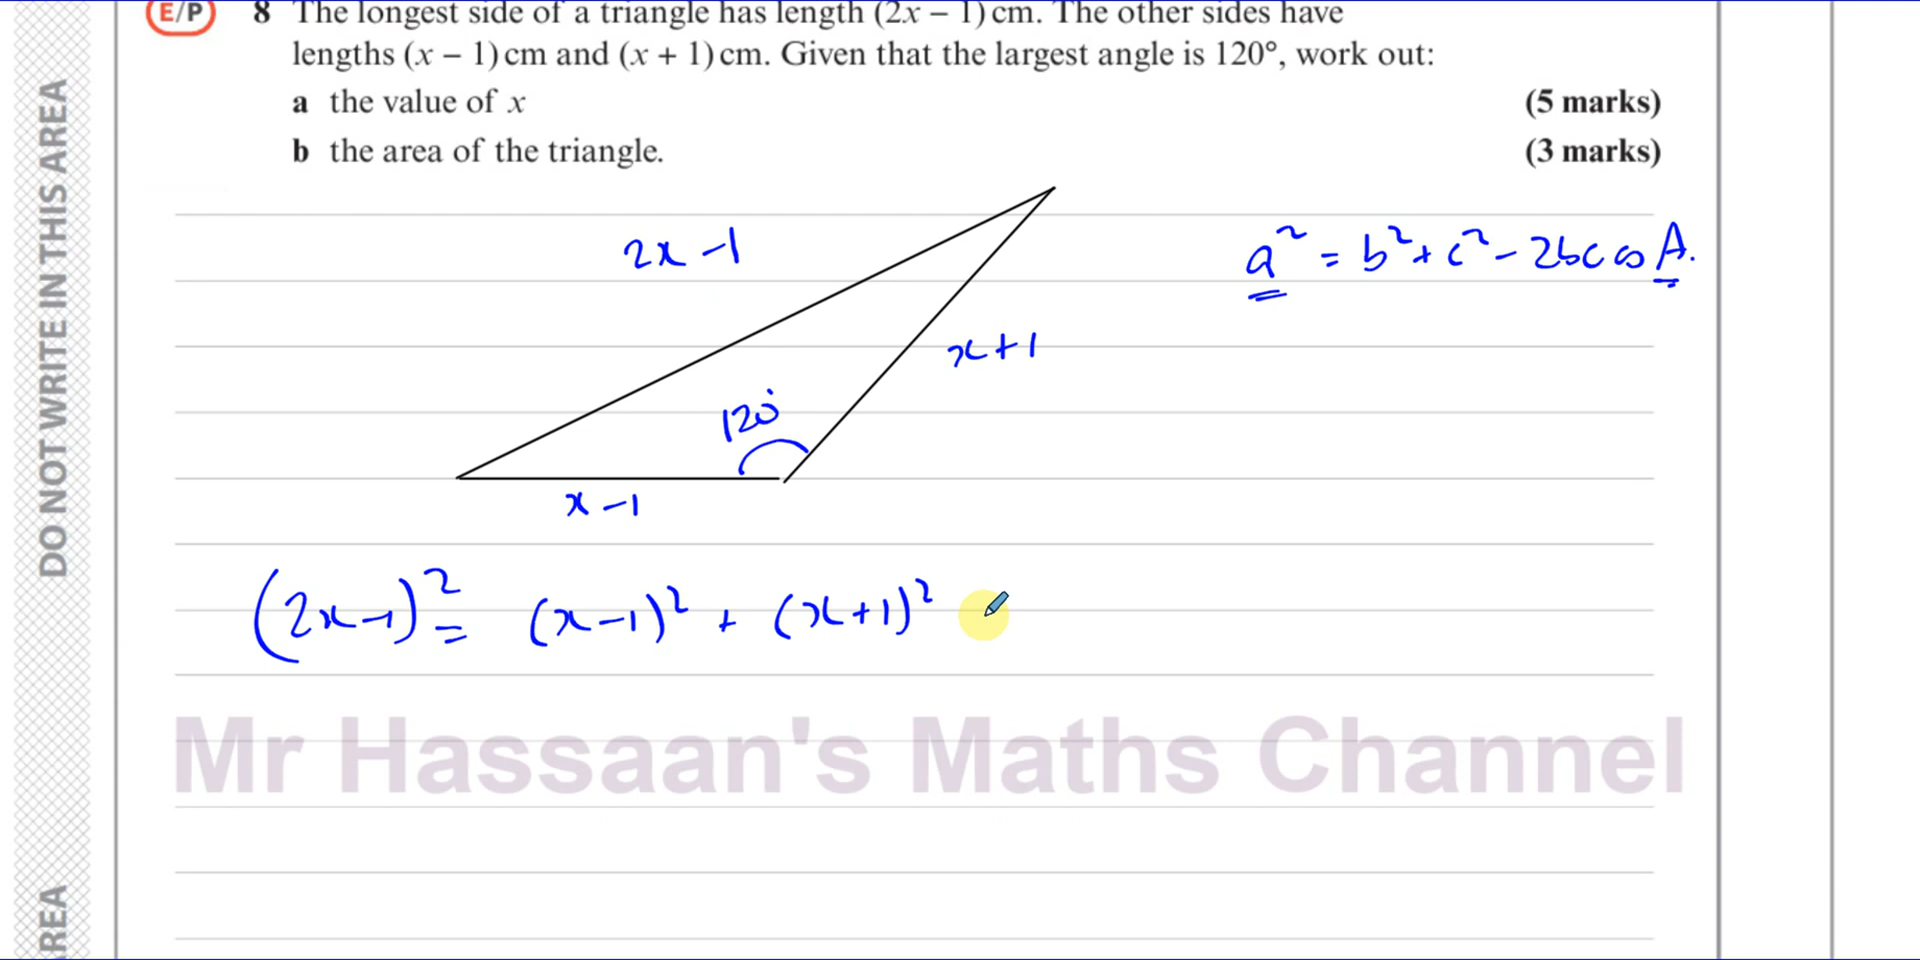 E/P 8 The longest side of a triangle has length (2x − 1) cm. The other sides have
lengths (x − 1) cm and (x + 1) cm. Given that the largest angle is 120°, work out:
a the value of x (5 marks)
b the area of the triangle. (3 marks)
2x − 1
a² = b² + c² − 2bc cos A.
x + 1
120°
x − 1
(2x − 1)² = (x − 1)² + (x + 1)²
Mr Hassaan's Maths Channel
DO NOT WRITE IN THIS AREA
REA